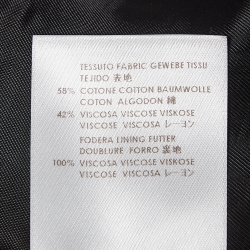 TESSUTO FABRIC GEWEBE TISSU
TEJIDO 表地
58% COTONE COTTON BAUMWOLLE
COTON ALGODON 綿
42% VISCOSA VISCOSE VISKOSE
VISCOSE VISCOSA レーヨン
FODERA LINING FUTTER
DOUBLURE FORRO 裏地
100% VISCOSA VISCOSE VISKOSE
VISCOSE VISCOSA レーヨン